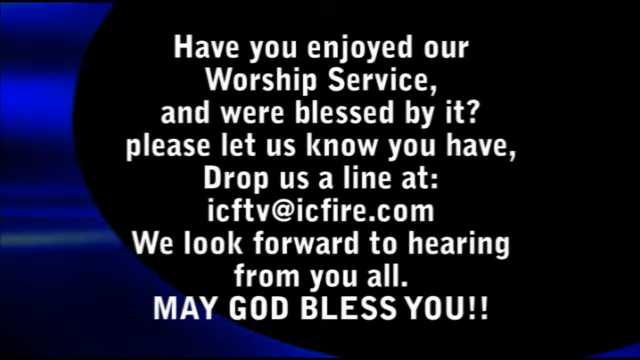 Have you enjoyed our
Worship Service,
and were blessed by it?
please let us know you have,
Drop us a line at:
icftv@icfire.com
We look forward to hearing
from you all.
MAY GOD BLESS YOU!!